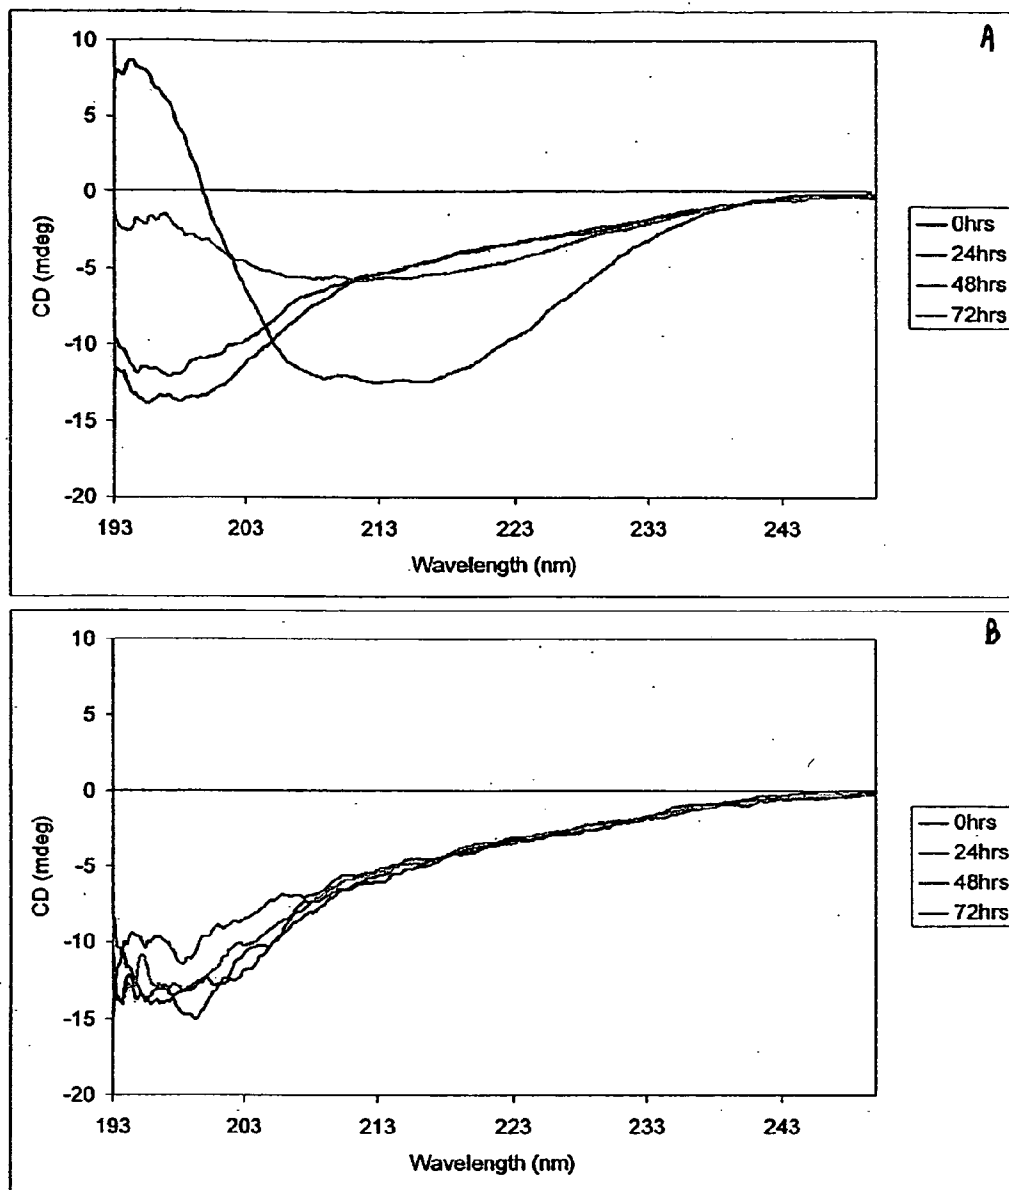 A
10
5
0
-5
-10
-15
-20
CD (mdeg)
193 203 213 223 233 243
Wavelength (nm)
0hrs
24hrs
48hrs
72hrs
B
10
5
0
-5
-10
-15
-20
CD (mdeg)
193 203 213 223 233 243
Wavelength (nm)
0hrs
24hrs
48hrs
72hrs